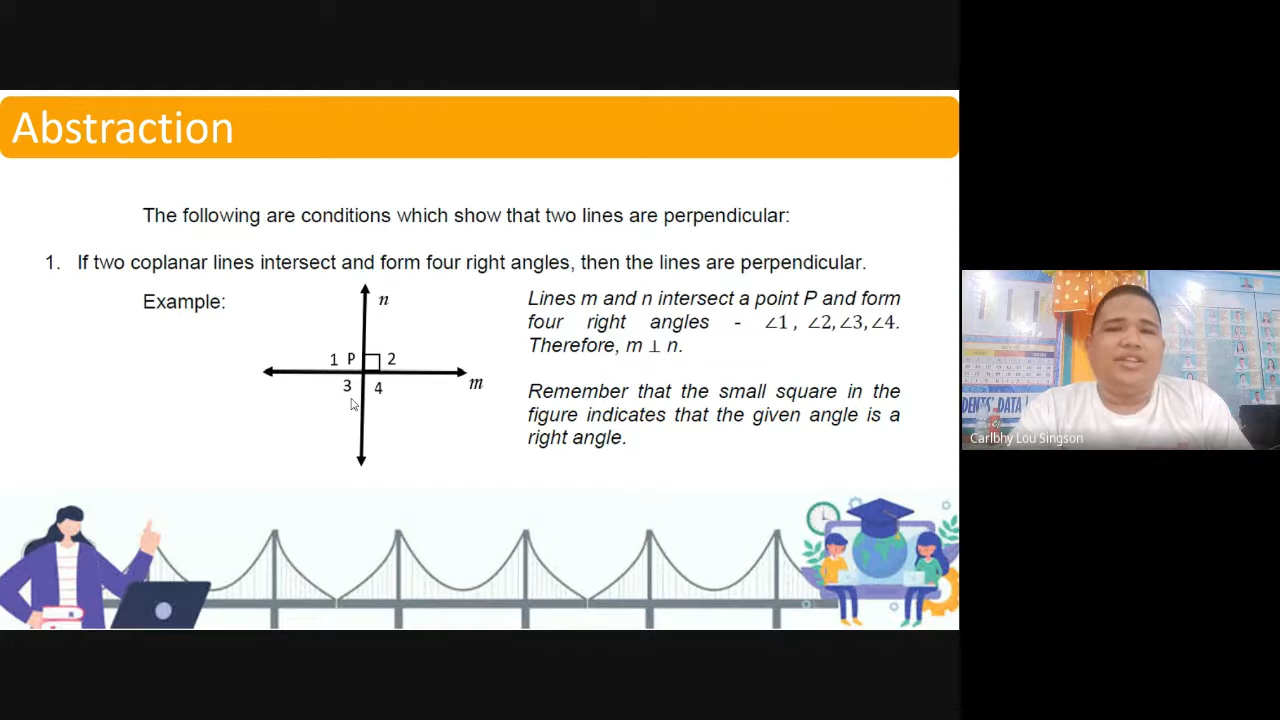 Abstraction
The following are conditions which show that two lines are perpendicular:
1. If two coplanar lines intersect and form four right angles, then the lines are perpendicular.
Example:
n
1 P 2
3 4
m
Lines m and n intersect a point P and form
four right angles - ∠1, ∠2,∠3,∠4.
Therefore, m ⊥ n.
Remember that the small square in the
figure indicates that the given angle is a
right angle.
DENTS' DATA
Carlbhy Lou Singson